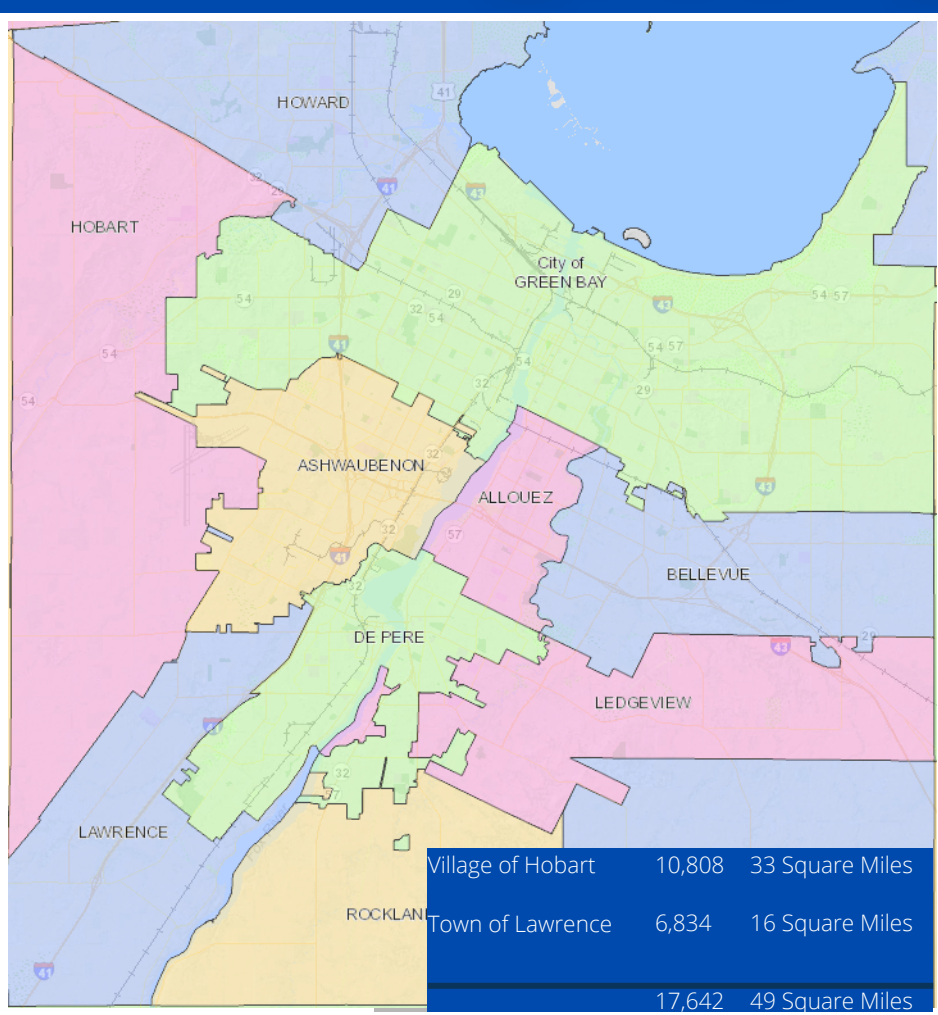 HOWARD
41
32
29
41
43
HOBART
City of
GREEN BAY
54
29
32
54
43
54 57
41
54 57
54
54
32
29
54
ASHWAUBENON
32
43
ALLOUEZ
57
32
41
BELLEVUE
32
DE PERE
29
43
LEDGEVIEW
41
32
LAWRENCE
Village of Hobart 10,808 33 Square Miles
ROCKLAN
Town of Lawrence 6,834 16 Square Miles
41
17,642 49 Square Miles